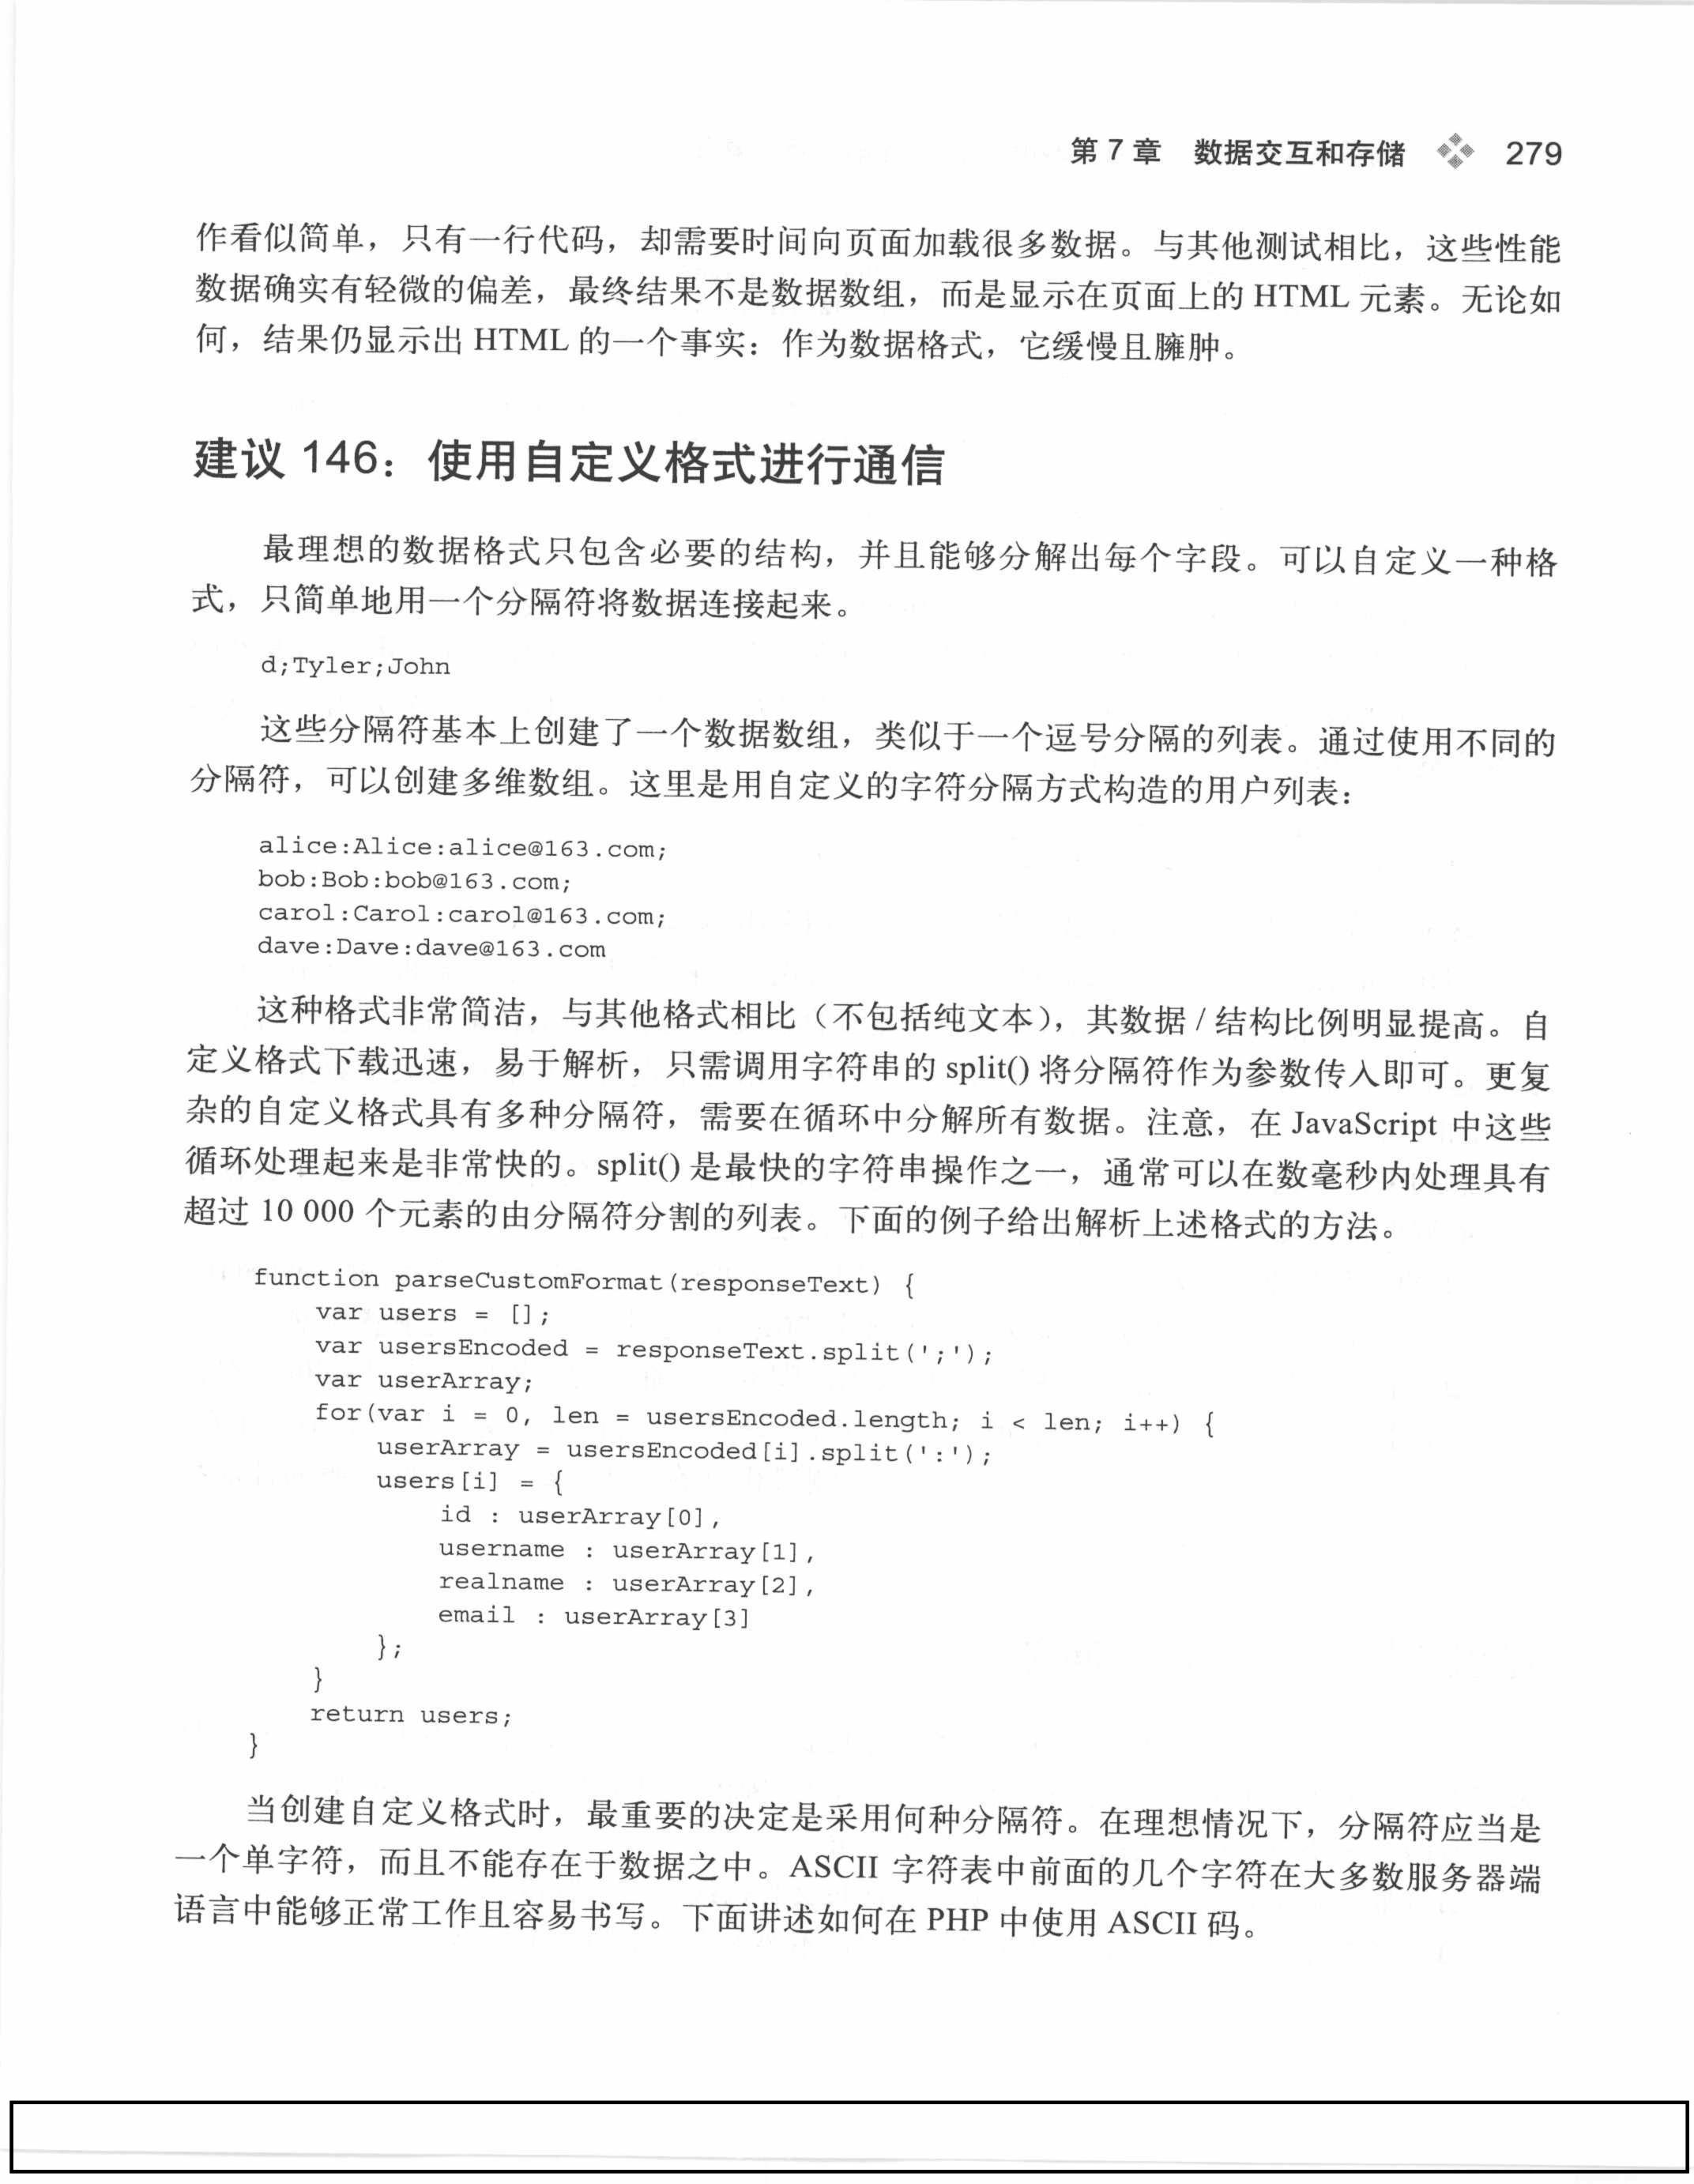 第 7 章 数据交互和存储 279
作看似简单，只有一行代码，却需要时间向页面加载很多数据。与其他测试相比，这些性能
数据确实有轻微的偏差，最终结果不是数据数组，而是显示在页面上的 HTML 元素。无论如
何，结果仍显示出 HTML 的一个事实：作为数据格式，它缓慢且臃肿。
建议 146：使用自定义格式进行通信
最理想的数据格式只包含必要的结构，并且能够分解出每个字段。可以自定义一种格
式，只简单地用一个分隔符将数据连接起来。
d;Tyler;John
这些分隔符基本上创建了一个数据数组，类似于一个逗号分隔的列表。通过使用不同的
分隔符，可以创建多维数组。这里是用自定义的字符分隔方式构造的用户列表：
alice:Alice:alice@163.com;
bob:Bob:bob@163.com;
carol:Carol:carol@163.com;
dave:Dave:dave@163.com
这种格式非常简洁，与其他格式相比（不包括纯文本），其数据 / 结构比例明显提高。自
定义格式下载迅速，易于解析，只需调用字符串的 split() 将分隔符作为参数传入即可。更复
杂的自定义格式具有多种分隔符，需要在循环中分解所有数据。注意，在 JavaScript 中这些
循环处理起来是非常快的。split() 是最快的字符串操作之一，通常可以在数毫秒内处理具有
超过 10 000 个元素的由分隔符分割的列表。下面的例子给出解析上述格式的方法。
function parseCustomFormat(responseText) {
var users = [];
var usersEncoded = responseText.split(';');
var userArray;
for(var i = 0, len = usersEncoded.length; i < len; i++) {
userArray = usersEncoded[i].split(':');
users[i] = {
id : userArray[0],
username : userArray[1],
realname : userArray[2],
email : userArray[3]
};
}
return users;
}
当创建自定义格式时，最重要的决定是采用何种分隔符。在理想情况下，分隔符应当是
一个单字符，而且不能存在于数据之中。ASCII 字符表中前面的几个字符在大多数服务器端
语言中能够正常工作且容易书写。下面讲述如何在 PHP 中使用 ASCII 码。